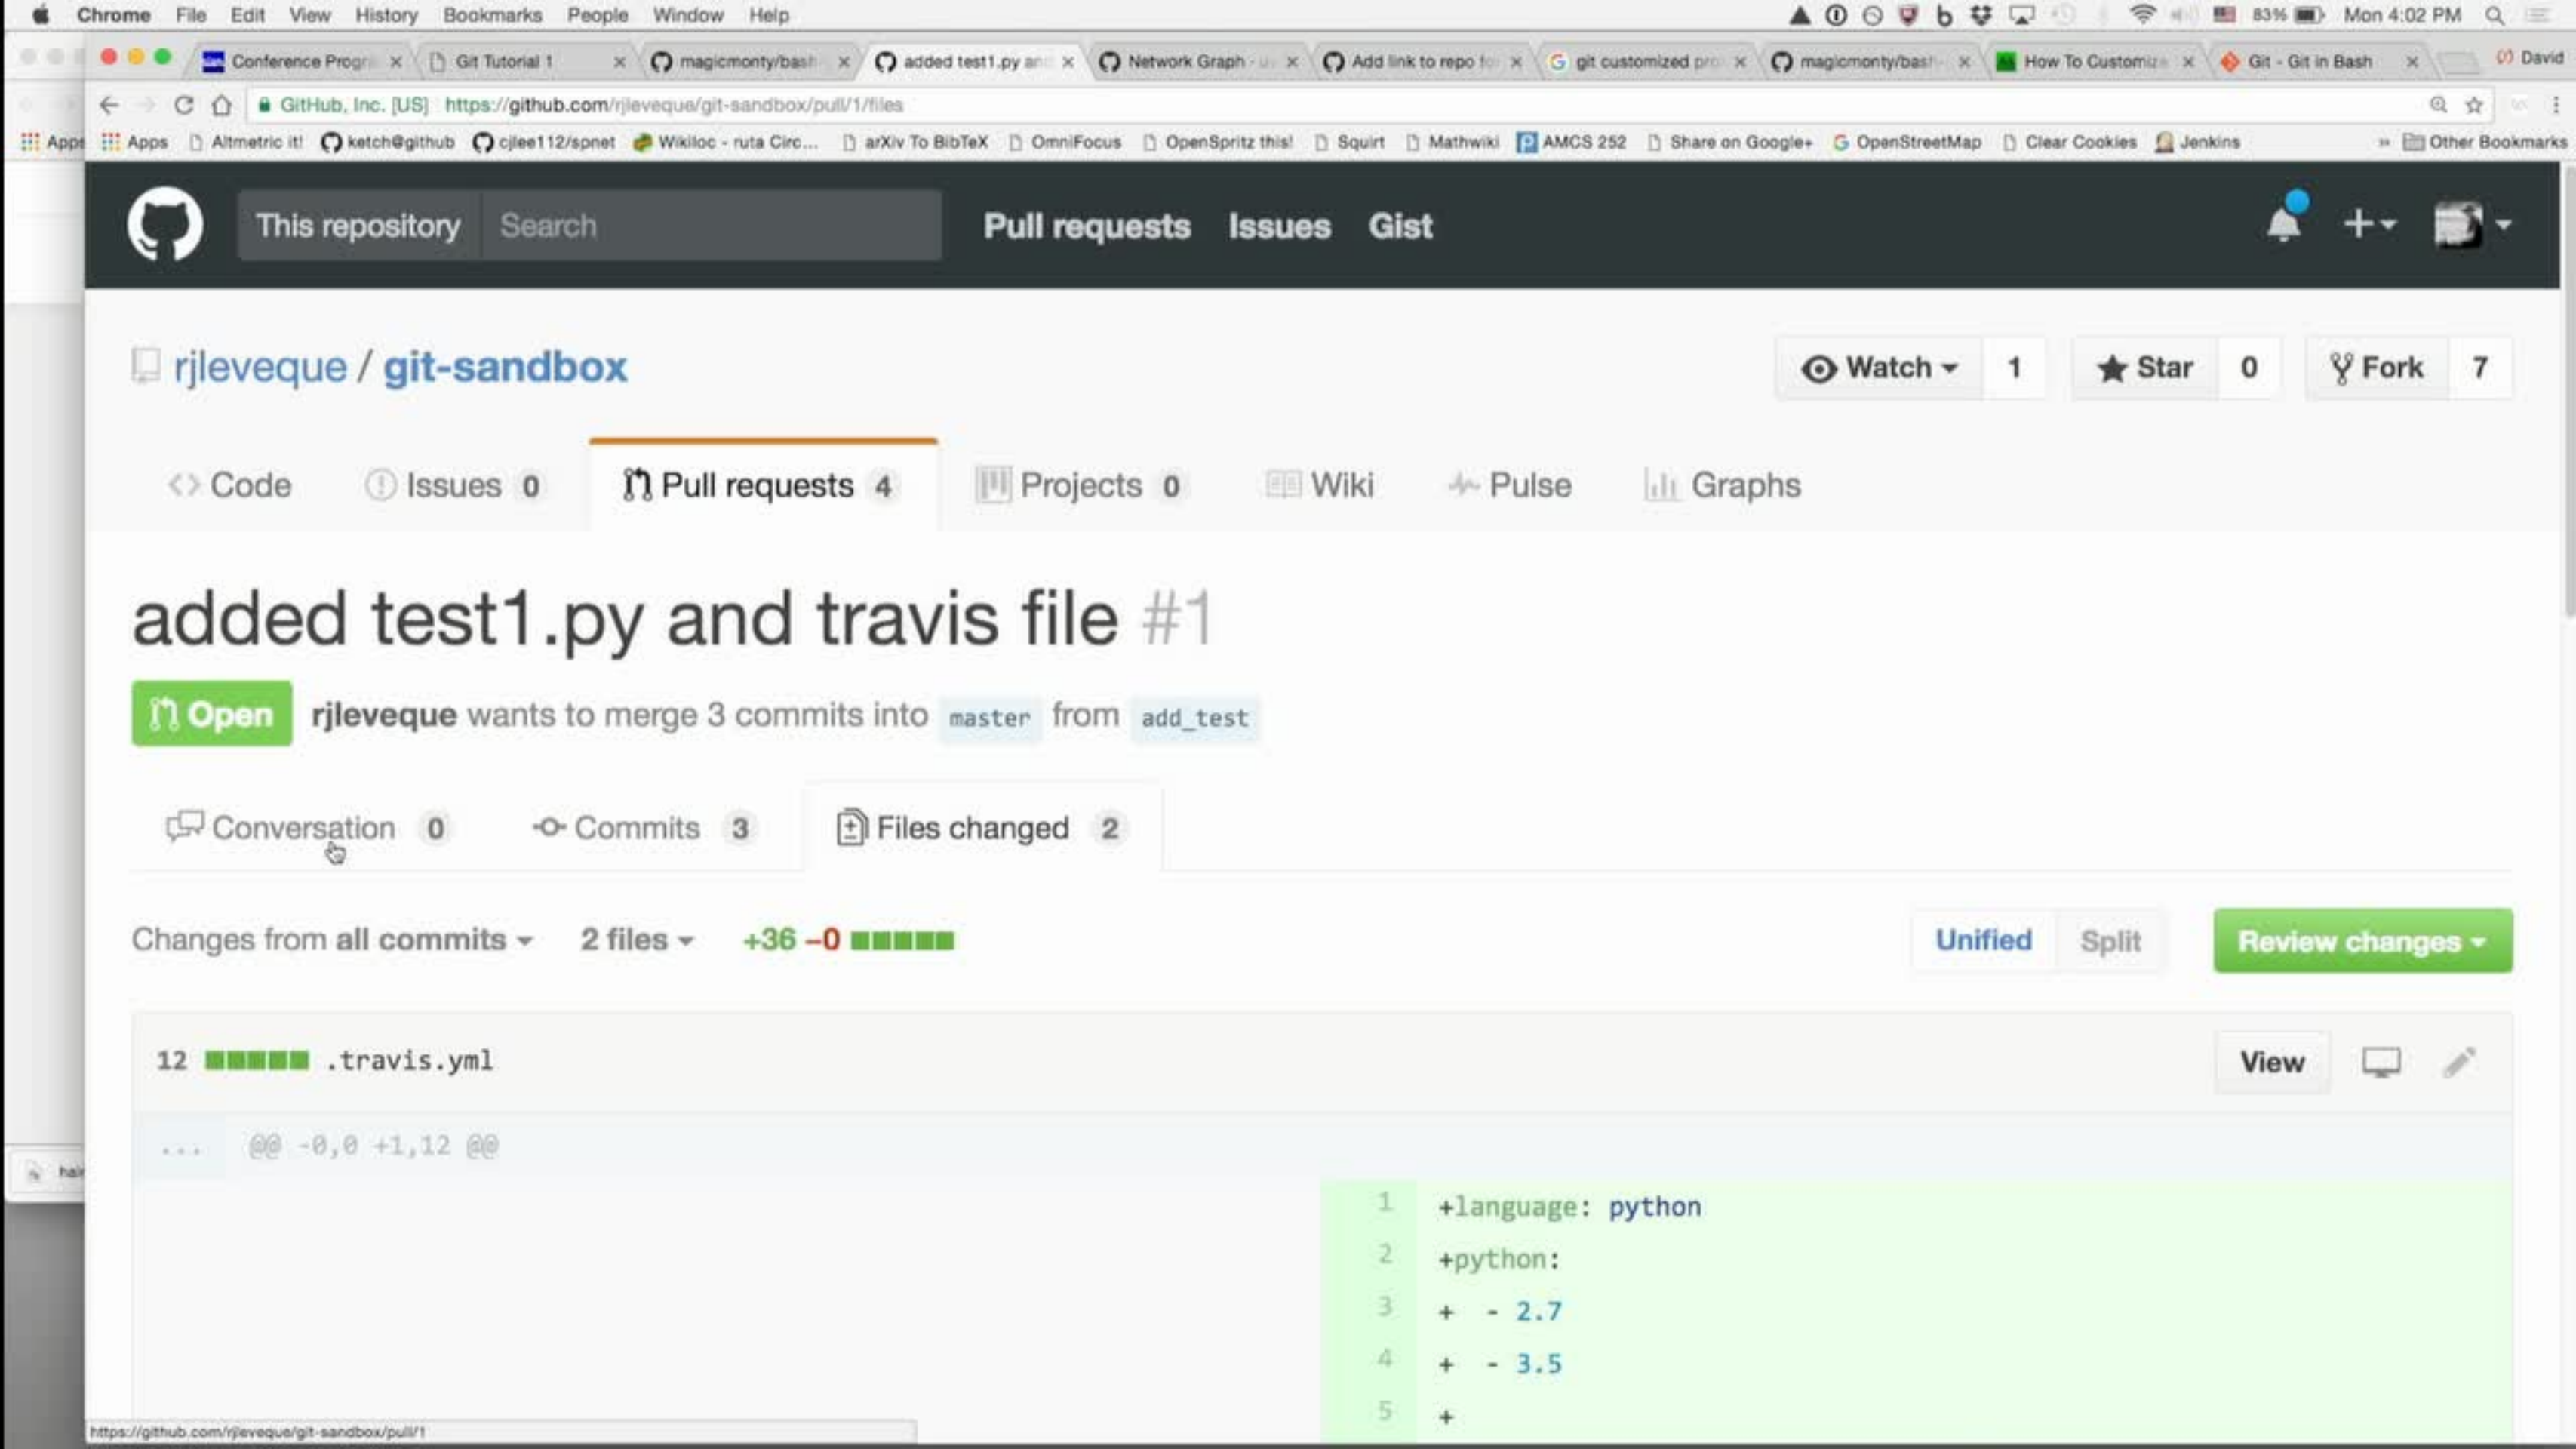 Chrome File Edit View History Bookmarks People Window Help 83% Mon 4:02 PM
Conference Progr Git Tutorial 1 magicmonty/bash added test1.py an Network Graph Add link to repo fo git customized pro magicmonty/bash- How To Customiz Git - Git in Bash David
GitHub, Inc. [US] https://github.com/rjleveque/git-sandbox/pull/1/files
Apps Apps Altmetric it! ketch@github cjlee112/spnet Wikiloc - ruta Circ... arXiv To BibTeX OmniFocus OpenSpritz this! Squirt Mathwiki AMCS 252 Share on Google+ OpenStreetMap Clear Cookies Jenkins » Other Bookmarks
This repository Search Pull requests Issues Gist
rjleveque / git-sandbox Watch 1 Star 0 Fork 7
Code Issues 0 Pull requests 4 Projects 0 Wiki Pulse Graphs
added test1.py and travis file #1
Open rjleveque wants to merge 3 commits into master from add_test
Conversation 0 Commits 3 Files changed 2
Changes from all commits 2 files +36 −0 Unified Split Review changes
12 .travis.yml View
... @@ -0,0 +1,12 @@
1 +language: python
2 +python:
3 + - 2.7
4 + - 3.5
5 +
https://github.com/rjleveque/git-sandbox/pull/1